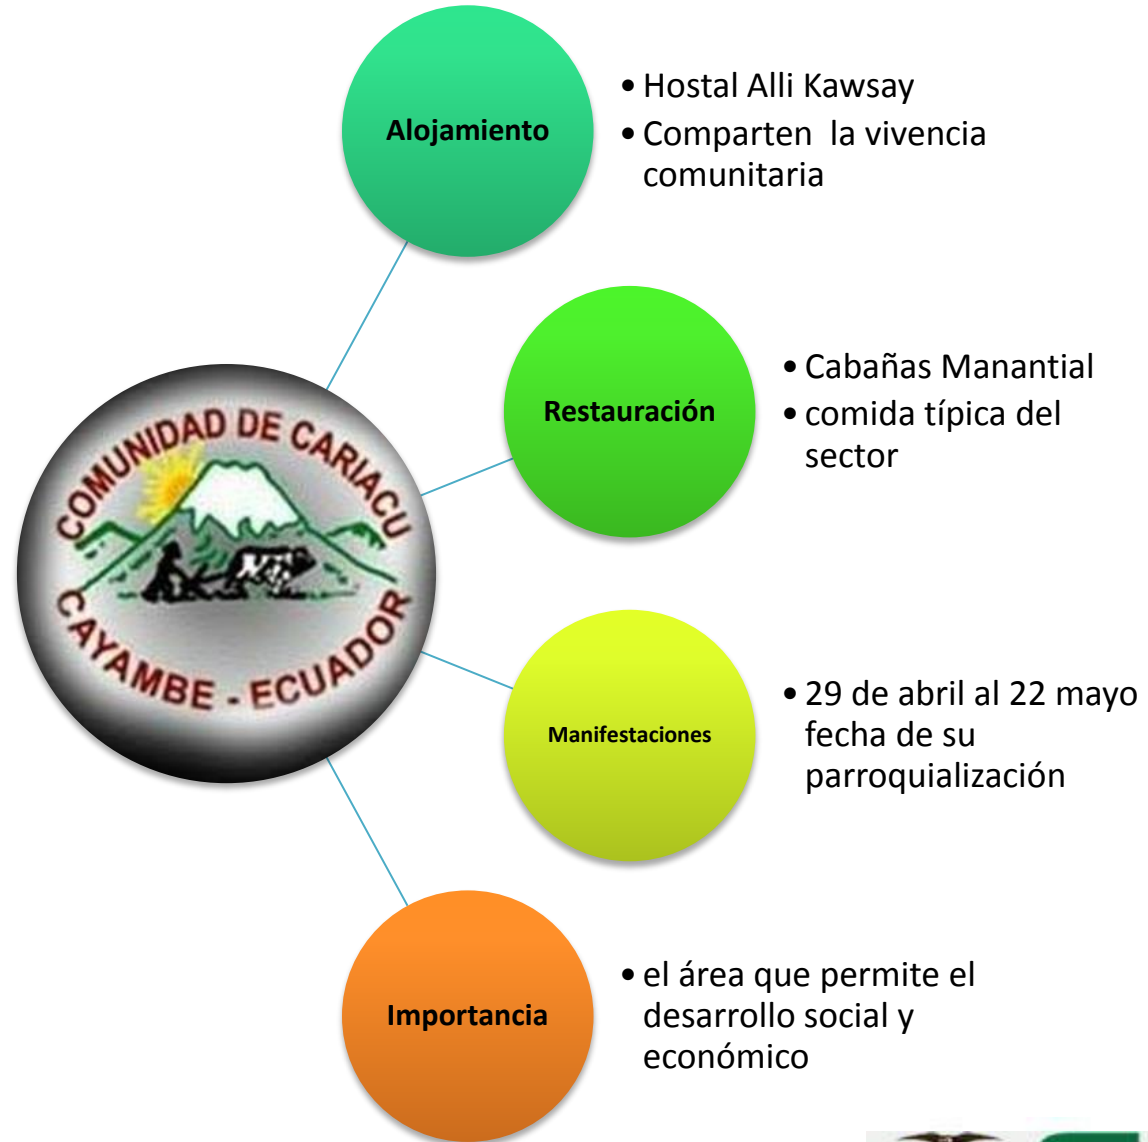 Alojamiento
• Hostal Alli Kawsay
• Comparten la vivencia
comunitaria
Restauración
• Cabañas Manantial
• comida típica del
sector
COMUNIDAD DE CARIACU
CAYAMBE - ECUADOR
Manifestaciones
• 29 de abril al 22 mayo
fecha de su
parroquialización
Importancia
• el área que permite el
desarrollo social y
económico